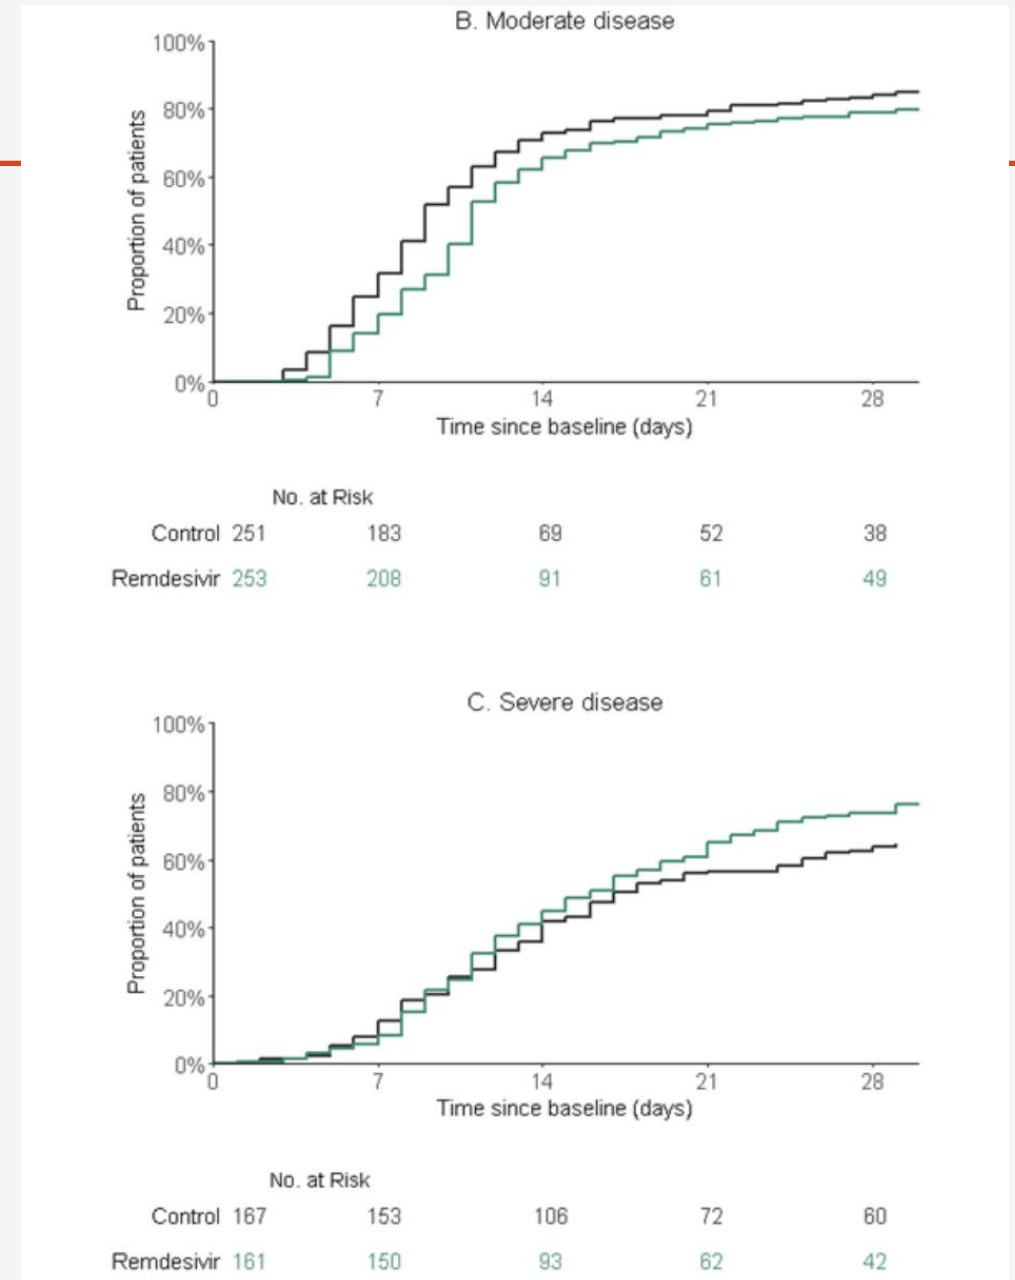 B. Moderate disease
100%
80%
60%
40%
20%
0%
Proportion of patients
0 7 14 21 28
Time since baseline (days)
No. at Risk
Control 251 183 69 52 38
Remdesivir 253 208 91 61 49
C. Severe disease
100%
80%
60%
40%
20%
0%
Proportion of patients
0 7 14 21 28
Time since baseline (days)
No. at Risk
Control 167 153 106 72 60
Remdesivir 161 150 93 62 42